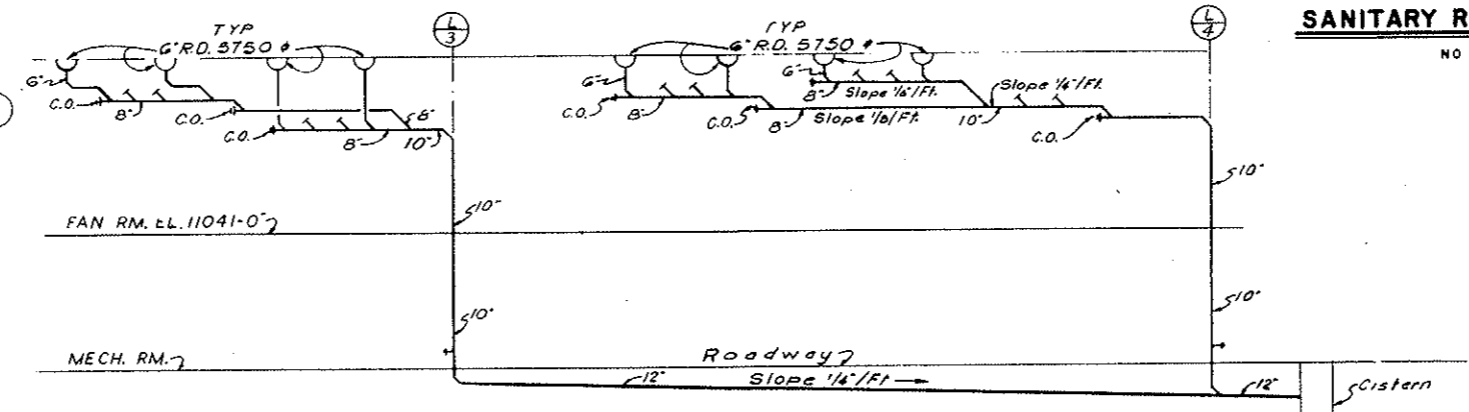 SANITARY R
NO
TYP
6" R.D. 5750 ⌀
L
3
TYP
6" R.D. 5750 ⌀
L
4
6"
C.O.
8"
C.O.
C.O.
8"
8"
10"
6"
C.O.
8"
C.O.
8"
Slope 1/8/Ft.
6"
8"
Slope 1/8/Ft.
10"
Slope 1/4"/Ft.
C.O.
10"
10"
FAN RM. EL. 11041-0"
10"
10"
MECH. RM.
Roadway
12"
Slope 1/4"/Ft
12"
Cistern